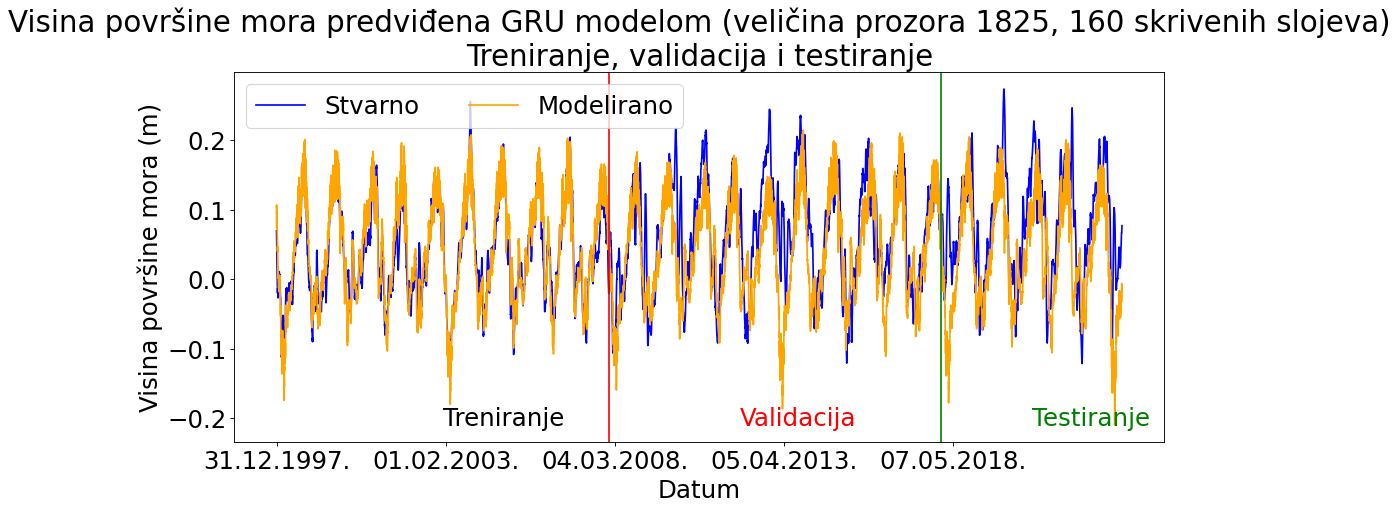 Visina površine mora predviđena GRU modelom (veličina prozora 1825, 160 skrivenih slojeva)
Treniranje, validacija i testiranje
Stvarno
Modelirano
Visina površine mora (m)
0.2
0.1
0.0
−0.1
−0.2
Treniranje
Validacija
Testiranje
31.12.1997.
01.02.2003.
04.03.2008.
05.04.2013.
07.05.2018.
Datum